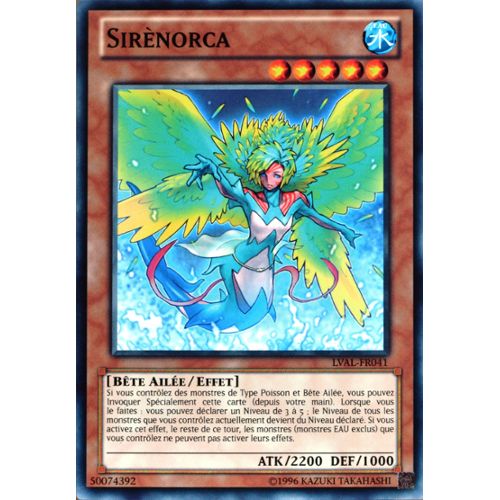 SIRÈNORCA
EAU
水
LVAL-FR041
[BÊTE AILÉE/EFFET]
Si vous contrôlez des monstres de Type Poisson et Bête Ailée, vous pouvez
Invoquer Spécialement cette carte (depuis votre main). Lorsque vous
le faites : vous pouvez déclarer un Niveau de 3 à 5 ; le Niveau de tous les
monstres que vous contrôlez actuellement devient du Niveau déclaré. Si
vous activez cet effet, le reste de ce tour, les monstres (monstres EAU exclus) que
vous contrôlez ne peuvent pas activer leurs effets.
ATK/2200 DEF/1000
50074392
©1996 KAZUKI TAKAHASHI